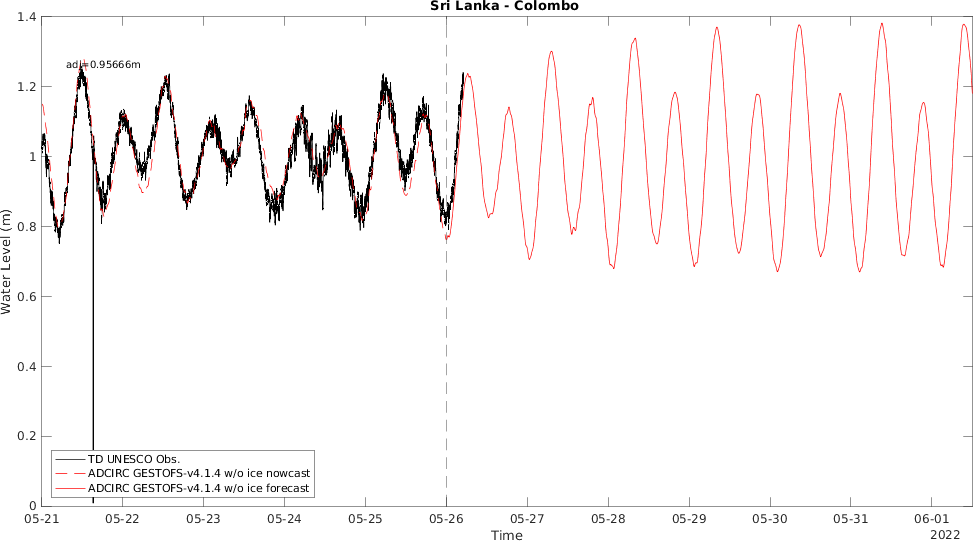 Sri Lanka - Colombo
1.4
1.2
1
0.8
0.6
0.4
0.2
0
Water Level (m)
adj=0.95666m
TD UNESCO Obs.
ADCIRC GESTOFS-v4.1.4 w/o ice nowcast
ADCIRC GESTOFS-v4.1.4 w/o ice forecast
05-21 05-22 05-23 05-24 05-25 05-26 05-27 05-28 05-29 05-30 05-31 06-01
Time
2022